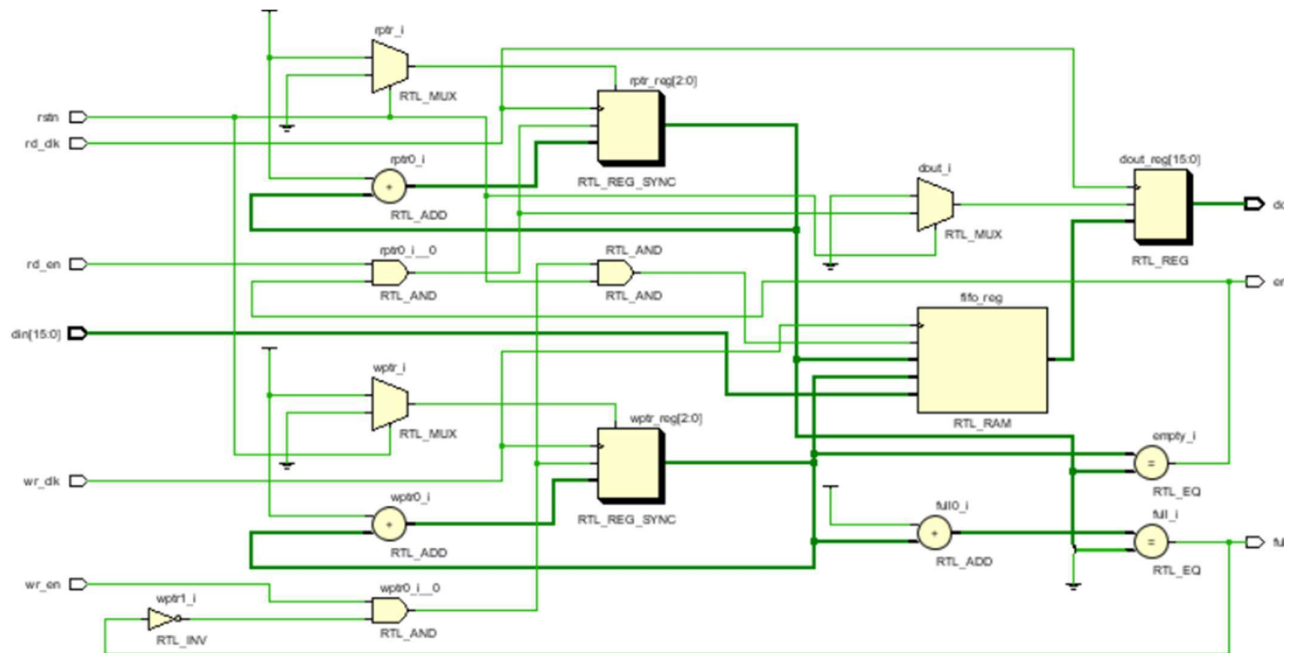 rptr_i
RTL_MUX
rptr_reg[2:0]
rstn
rd_clk
rptr0_i
RTL_ADD
RTL_REG_SYNC
dout_i
RTL_MUX
dout_reg[15:0]
RTL_REG
rd_en
rptr0_i__0
RTL_AND
RTL_AND
RTL_AND
din[15:0]
fifo_reg
RTL_RAM
wptr_i
RTL_MUX
wptr_reg[2:0]
empty_i
RTL_EQ
wr_clk
wptr0_i
RTL_ADD
RTL_REG_SYNC
full0_i
RTL_ADD
full_i
RTL_EQ
wr_en
wptr0_i__0
RTL_AND
wptr1_i
RTL_INV